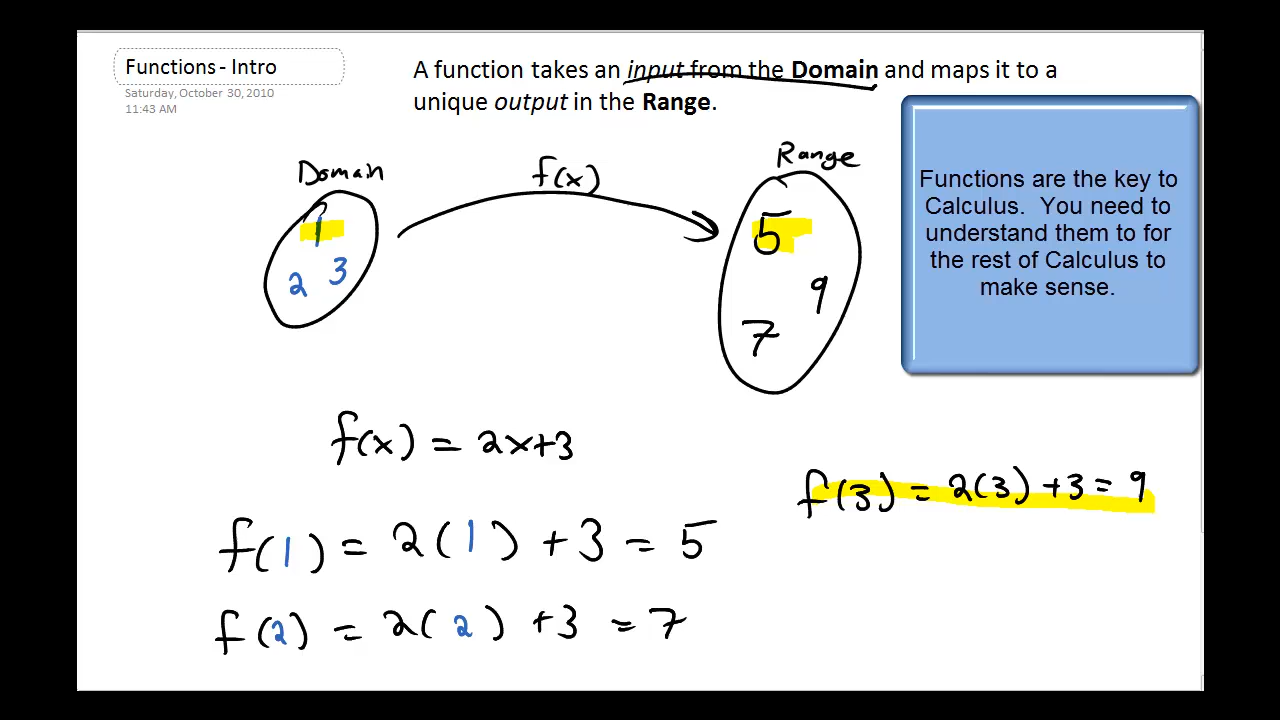 Functions - Intro
Saturday, October 30, 2010
11:43 AM
A function takes an input from the Domain and maps it to a
unique output in the Range.
Functions are the key to
Calculus. You need to
understand them to for
the rest of Calculus to
make sense.
Domain
f(x)
Range
1
2 3
5
9
7
f(x) = 2x+3
f(3) = 2(3) +3 = 9
f(1) = 2(1) + 3 = 5
f(2) = 2(2) +3 = 7